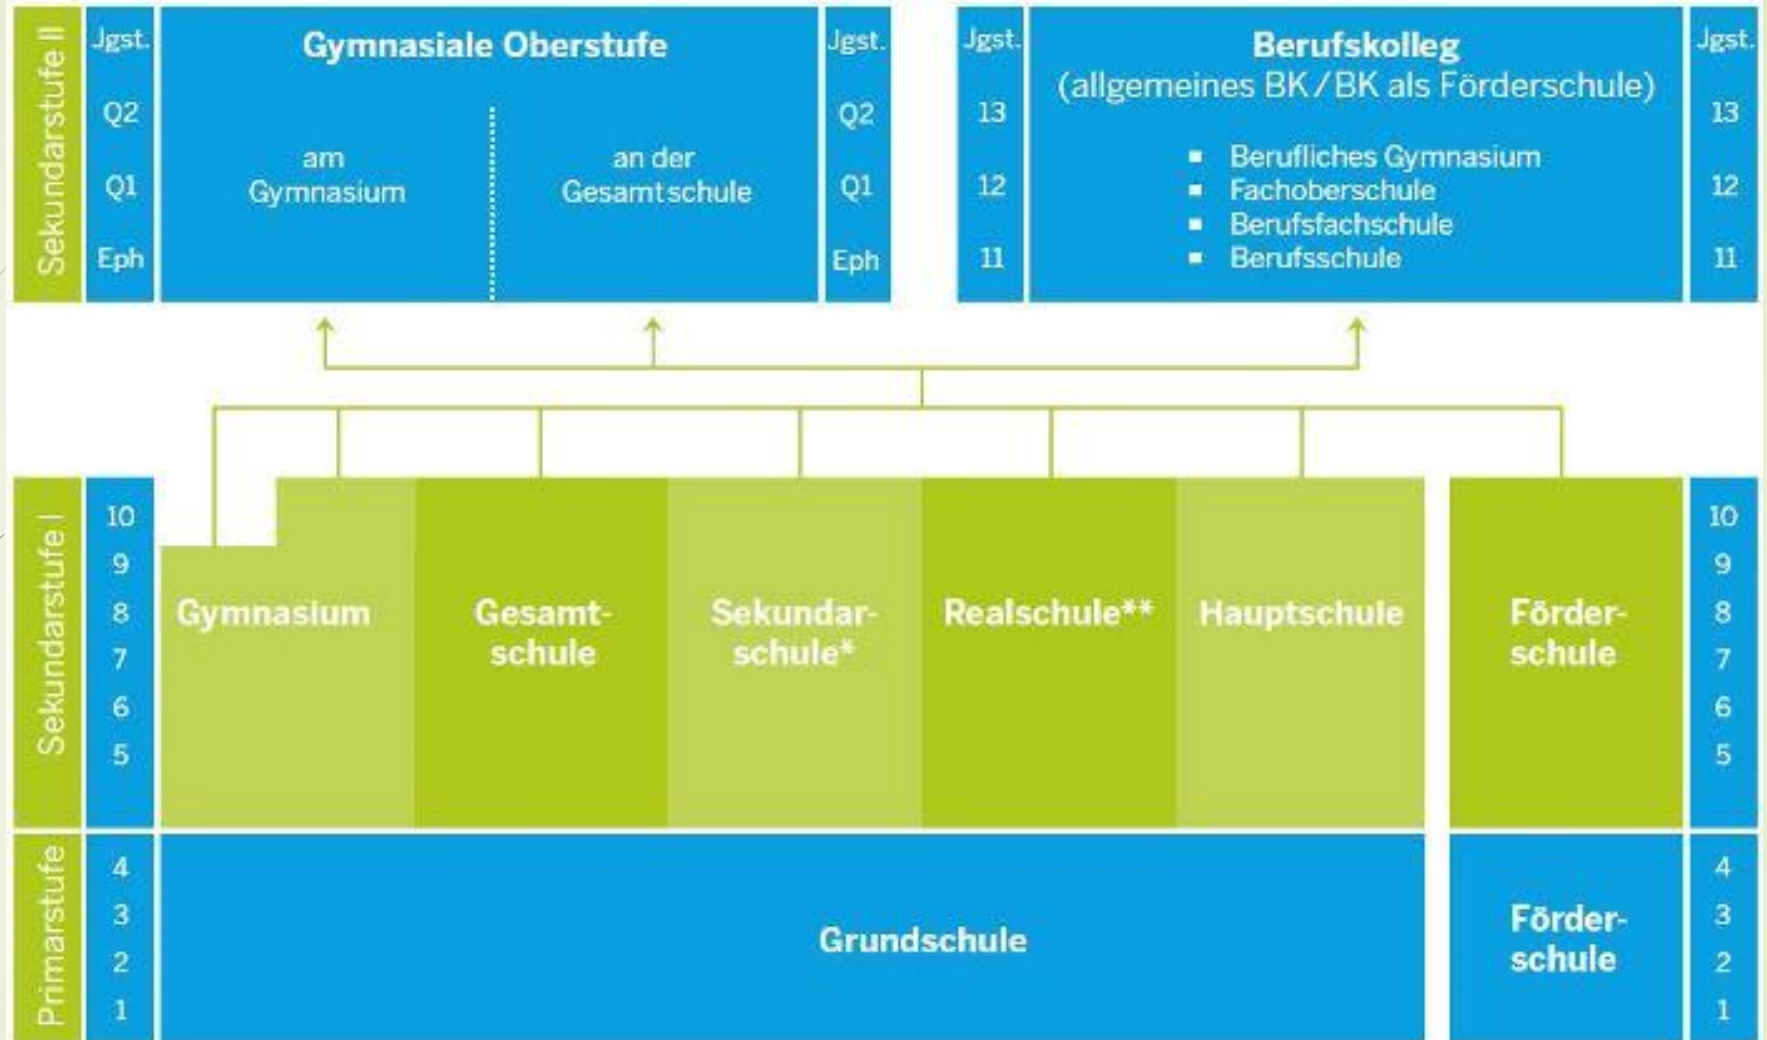 Sekundarstufe II
Jgst.
Q2
Q1
Eph
Gymnasiale Oberstufe
am
Gymnasium
an der
Gesamtschule
Jgst.
Q2
Q1
Eph
Jgst.
13
12
11
Berufskolleg
(allgemeines BK/BK als Förderschule)
▪ Berufliches Gymnasium
▪ Fachoberschule
▪ Berufsfachschule
▪ Berufsschule
Jgst.
13
12
11
Sekundarstufe I
10
9
8
7
6
5
Gymnasium
Gesamt-
schule
Sekundar-
schule*
Realschule**
Hauptschule
Förder-
schule
10
9
8
7
6
5
Primarstufe
4
3
2
1
Grundschule
Förder-
schule
4
3
2
1